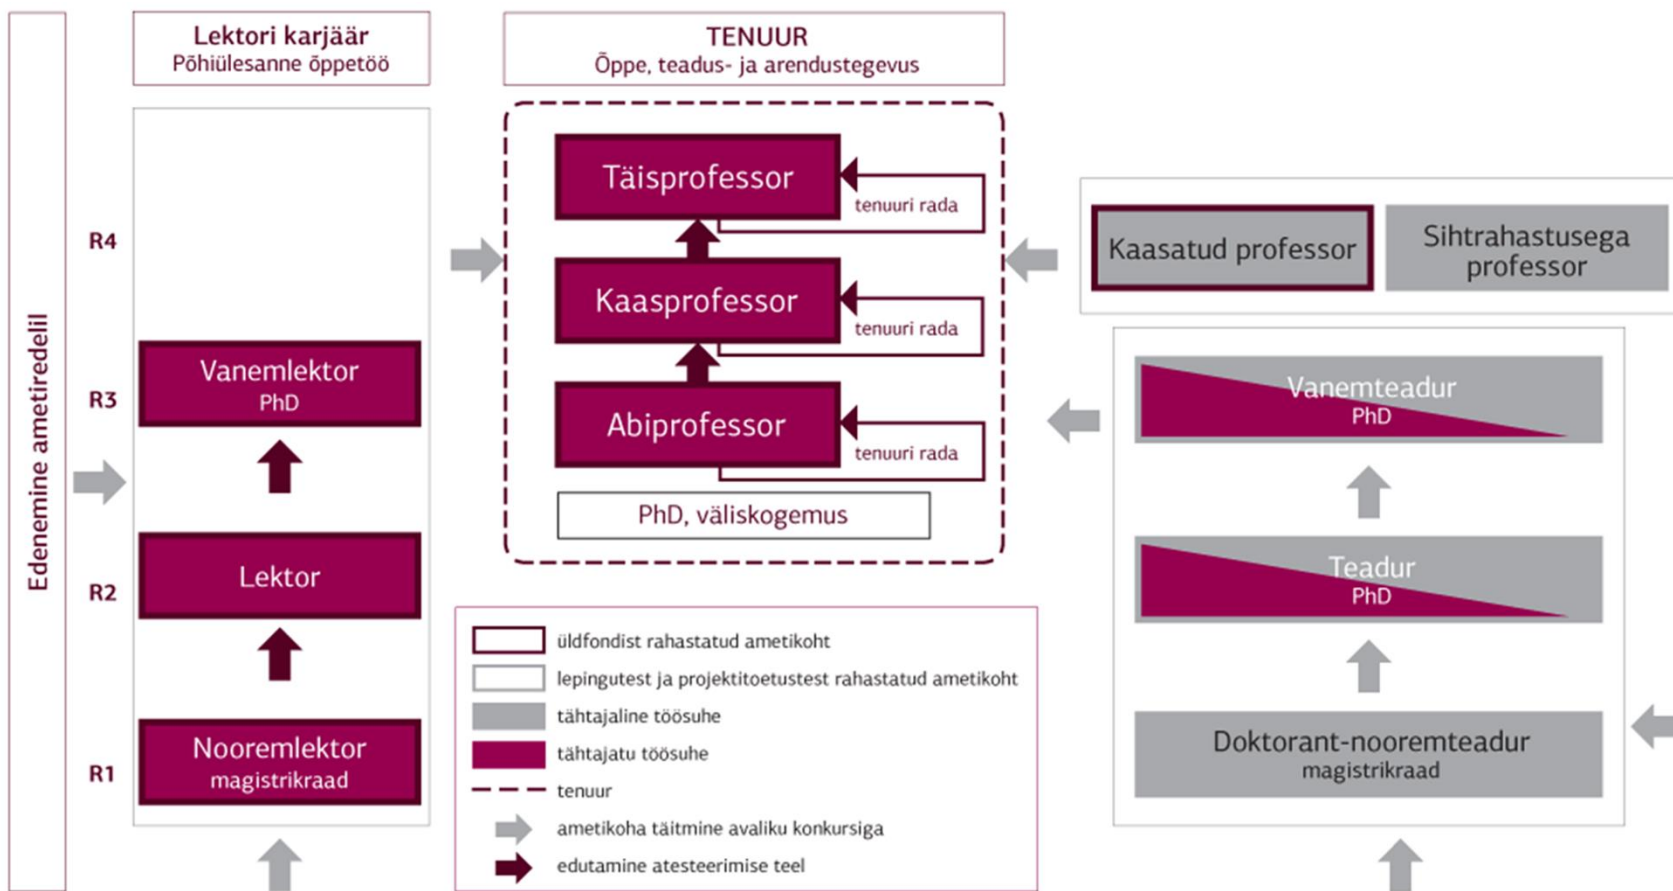 Edenemine ametiredelil
Lektori karjäär
Põhiülesanne õppetöö
R4
R3
R2
R1
Vanemlektor
PhD
Lektor
Nooremlektor
magistrikraad
TENUUR
Õppe, teadus- ja arendustegevus
Täisprofessor
tenuuri rada
Kaasprofessor
tenuuri rada
Abiprofessor
tenuuri rada
PhD, väliskogemus
üldfondist rahastatud ametikoht
lepingutest ja projektitoetustest rahastatud ametikoht
tähtajaline töösuhe
tähtajatu töösuhe
tenuur
ametikoha täitmine avaliku konkursiga
edutamine atesteerimise teel
Kaasatud professor
Sihtrahastusega
professor
Vanemteadur
PhD
Teadur
PhD
Doktorant-nooremteadur
magistrikraad